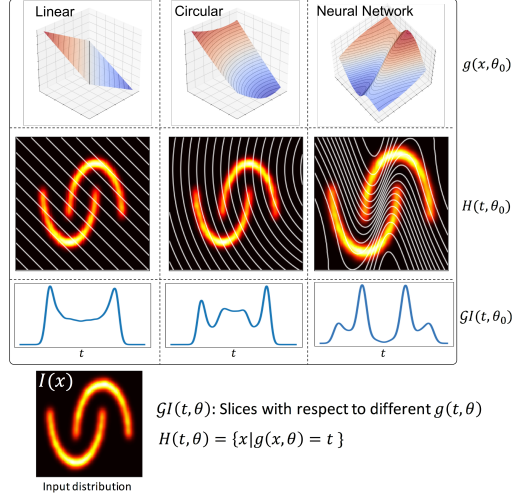 Linear
Circular
Neural Network
g(x, θ₀)
H(t, θ₀)
𝒢I(t, θ₀)
t
t
t
I(x)
𝒢I(t, θ): Slices with respect to different g(t, θ)
H(t, θ) = {x|g(x, θ) = t }
Input distribution